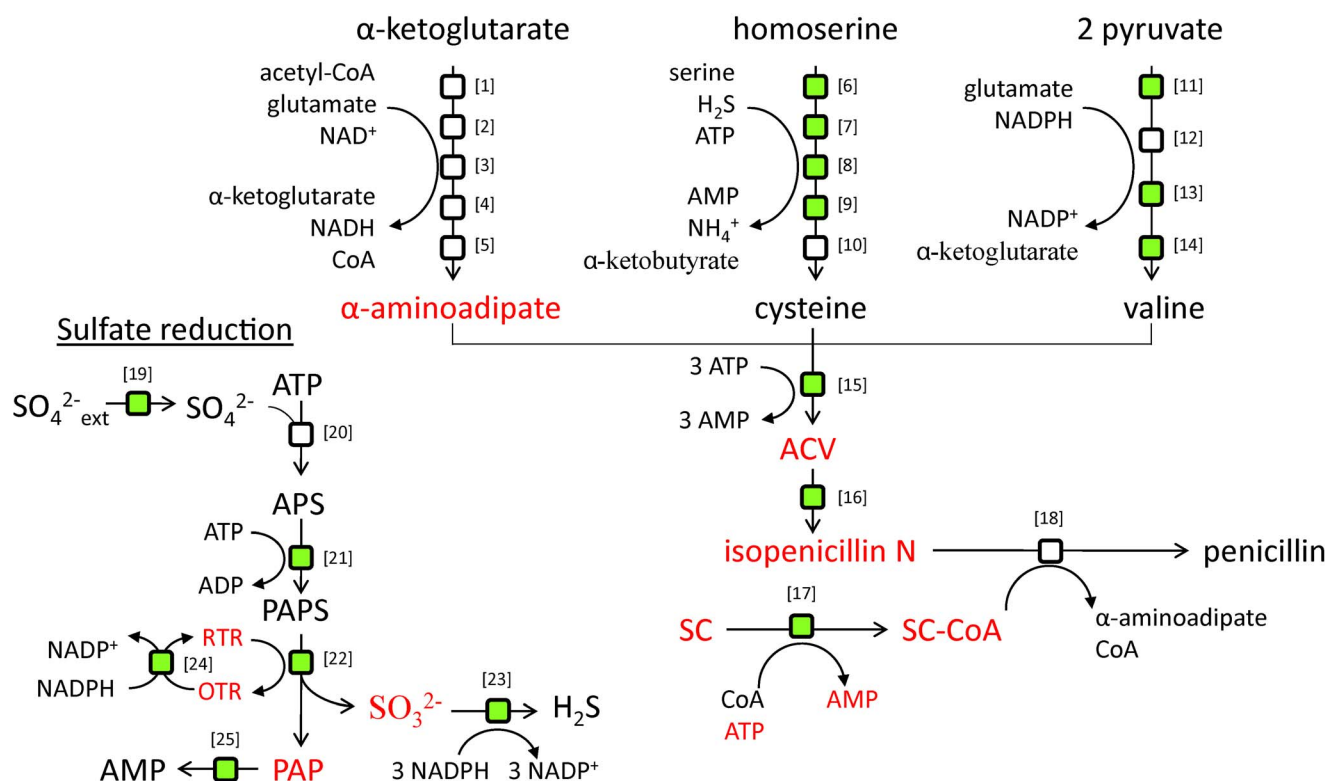 α-ketoglutarate
acetyl-CoA
glutamate
NAD⁺
α-ketoglutarate
NADH
CoA
[1]
[2]
[3]
[4]
[5]
α-aminoadipate
homoserine
serine
H₂S
ATP
AMP
NH₄⁺
α-ketobutyrate
[6]
[7]
[8]
[9]
[10]
cysteine
2 pyruvate
glutamate
NADPH
NADP⁺
α-ketoglutarate
[11]
[12]
[13]
[14]
valine
3 ATP
3 AMP
[15]
ACV
[16]
isopenicillin N
[18]
penicillin
SC
[17]
SC-CoA
CoA
ATP
AMP
α-aminoadipate
CoA
Sulfate reduction
SO₄²⁻ext
[19]
SO₄²⁻
ATP
[20]
APS
ATP
ADP
[21]
PAPS
NADP⁺
NADPH
[24]
RTR
OTR
[22]
SO₃²⁻
[23]
H₂S
3 NADPH
3 NADP⁺
AMP
[25]
PAP